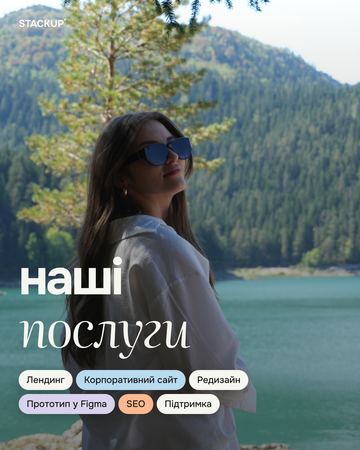 STACKUP
наші
послуги
Лендинг Корпоративний сайт Редизайн
Прототип у Figma SEO Підтримка